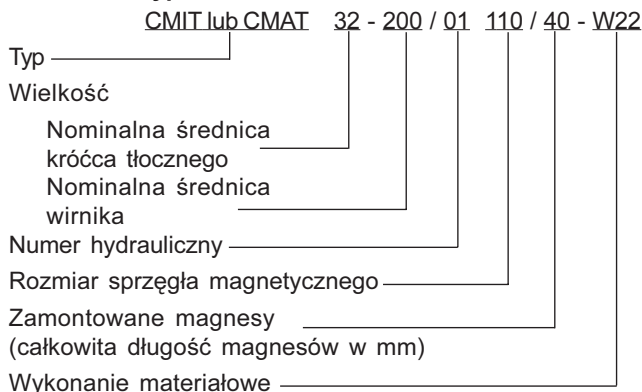 CMIT lub CMAT 32 - 200 / 01 110 / 40 - W22
Typ
Wielkość
Nominalna średnica
króćca tłocznego
Nominalna średnica
wirnika
Numer hydrauliczny
Rozmiar sprzęgła magnetycznego
Zamontowane magnesy
(całkowita długość magnesów w mm)
Wykonanie materiałowe